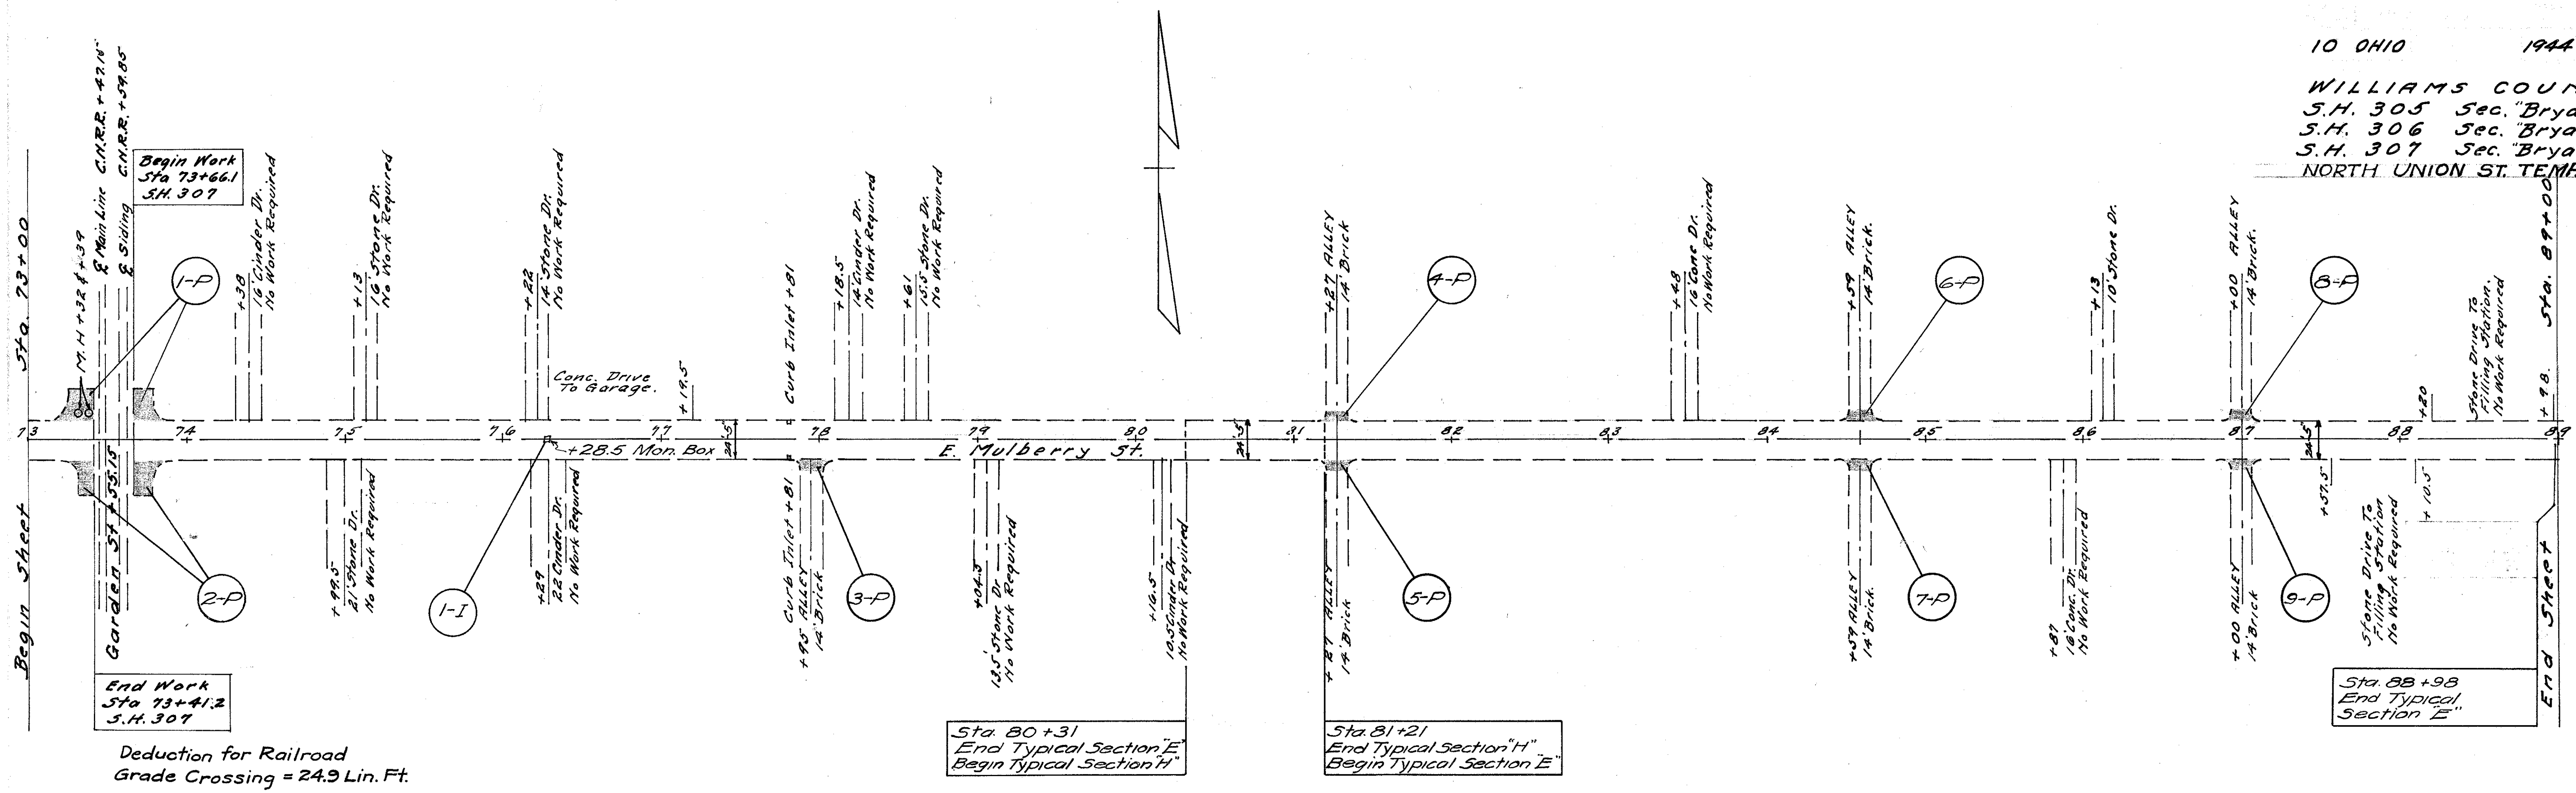 10 OHIO 1944
WILLIAMS COUN
S.H. 305 Sec. "Brya
S.H. 306 Sec. "Brya
S.H. 307 Sec. "Brya
NORTH UNION ST. TEMP
Begin Sheet Sta. 73+00
M.H +32 & +39
℄ Main Line C.N.R.R. +47.15
℄ Siding C.N.R.R. +59.85
Begin Work
Sta 73+66.1
S.H. 307
1-P
+38
16' Cinder Dr.
No Work Required
+13
16' Stone Dr.
No Work Required
+22
14' Stone Dr.
No Work Required
Conc. Drive
To Garage.
+19.5
Curb Inlet +81
+18.5
14' Cinder Dr.
No Work Required
+61
15.5' Stone Dr.
No Work Required
+27 ALLEY
14' Brick
4-P
+48
16' Conc Dr.
No Work Required
+59 ALLEY
14' Brick.
6-P
+13
10' Stone Dr.
+00 ALLEY
14' Brick.
8-P
+20
Stone Drive To
Filling Station.
No Work Required
+98. Sta. 89+00
73 74 75 76 77 78 79 80 81 82 83 84 85 86 87 88 89
24.5' 24.5' 24.5'
+28.5 Mon. Box
E. Mulberry St.
Garden St +55.15
2-P
+99.5
21' Stone Dr.
No Work Required
1-I
+29
22' Cinder Dr.
No Work Required
Curb Inlet +81
+95 ALLEY
14' Brick
3-P
+04.5
13.5' Stone Dr
No Work Required
+16.5
10.5' Cinder Dr
No Work Required
+27 ALLEY
14' Brick
5-P
+59 ALLEY
14' Brick.
7-P
+87
16' Conc. Dr.
No Work Required
+00 ALLEY
14' Brick
9-P
+57.5
Stone Drive To
Filling Station
No Work Required
+10.5
End Sheet
End Work
Sta 73+41.2
S.H. 307
Deduction for Railroad
Grade Crossing = 24.9 Lin. Ft.
Sta. 80+31
End Typical Section "E"
Begin Typical Section "H"
Sta. 81+21
End Typical Section "H"
Begin Typical Section "E"
Sta. 88+98
End Typical
Section "E"